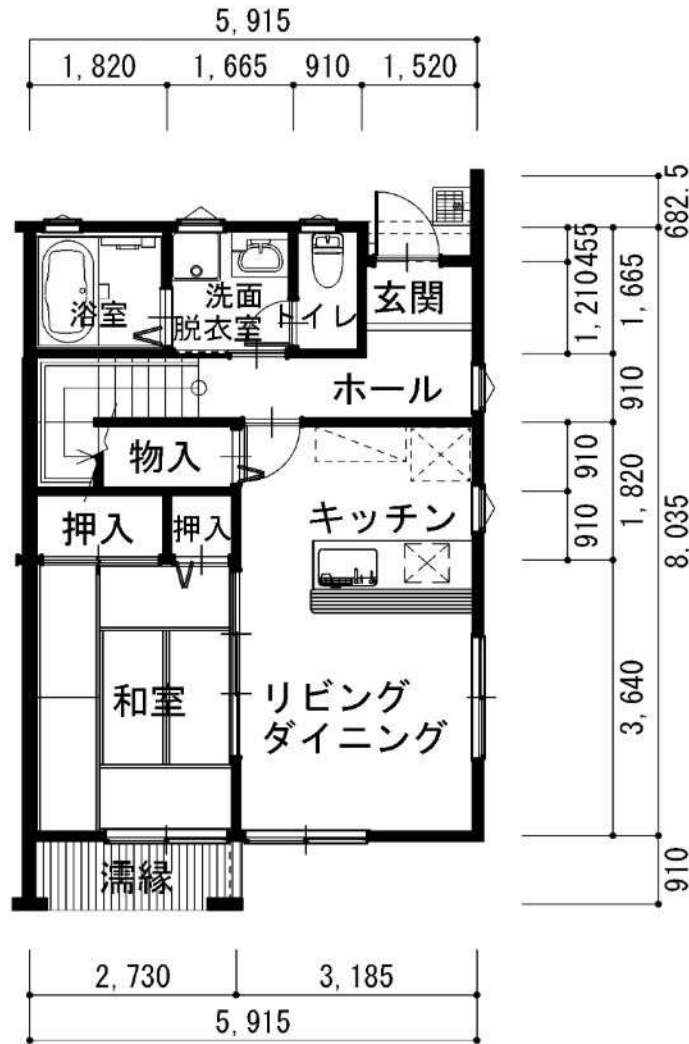 5,915
1,820 1,665 910 1,520
682.5
455
1,210
1,665
浴室
洗面
脱衣室
トイレ
玄関
ホール
910
物入
910
1,820
押入
押入
キッチン
910
8,035
和室
リビング
ダイニング
3,640
濡縁
910
2,730 3,185
5,915